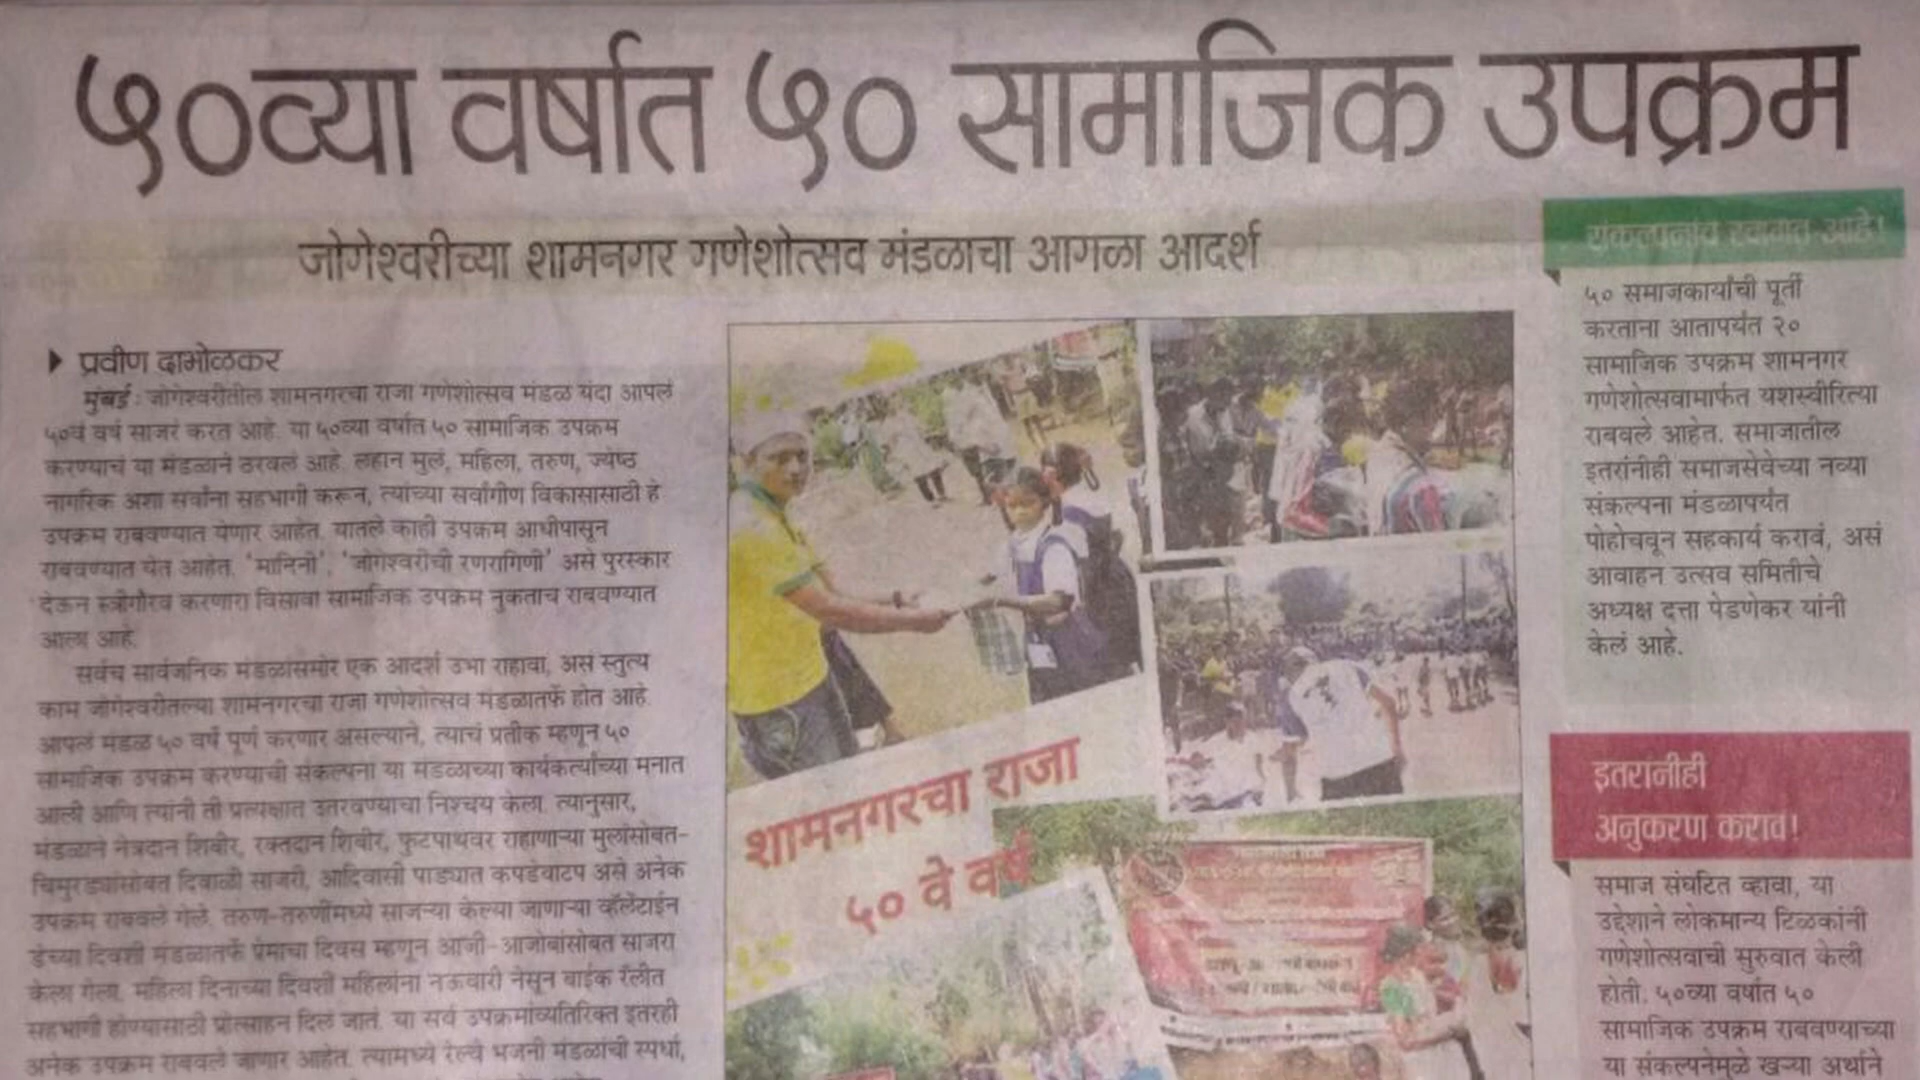 ५०व्या वर्षात ५० सामाजिक उपक्रम
जोगेश्वरीच्या शामनगर गणेशोत्सव मंडळाचा आगळा आदर्श
प्रवीण दाभोळकर
मुंबई : जोगेश्वरीतील शामनगरचा राजा गणेशोत्सव मंडळ यंदा आपलं
५०वं वर्ष साजरं करत आहे. या ५०व्या वर्षात ५० सामाजिक उपक्रम
करण्याचं या मंडळाने ठरवलं आहे. लहान मुलं, महिला, तरुण, ज्येष्ठ
नागरिक अशा सर्वांना सहभागी करून, त्यांच्या सर्वांगीण विकासासाठी हे
उपक्रम राबवण्यात येणार आहेत. यातले काही उपक्रम आधीपासून
राबवण्यात येत आहेत. 'मानिनी', 'जोगेश्वरीची रणरागिणी' असे पुरस्कार
देऊन स्त्रीगौरव करणारा विसावा सामाजिक उपक्रम नुकताच राबवण्यात
आला आहे.
सर्वच सार्वजनिक मंडळांसमोर एक आदर्श उभा राहावा, असं स्तुत्य
काम जोगेश्वरीतल्या शामनगरचा राजा गणेशोत्सव मंडळातर्फे होत आहे.
आपलं मंडळ ५० वर्षे पूर्ण करणार असल्याने, त्याचं प्रतीक म्हणून ५०
सामाजिक उपक्रम करण्याची संकल्पना या मंडळाच्या कार्यकर्त्यांच्या मनात
आली आणि त्यांनी ती प्रत्यक्षात उतरवण्याचा निश्चय केला. त्यानुसार,
मंडळाने नेत्रदान शिबीर, रक्तदान शिबीर, फुटपाथवर राहाणाऱ्या मुलांसोबत-
चिमुरड्यांसोबत दिवाळी साजरी, आदिवासी पाड्यात कपडेवाटप असे अनेक
उपक्रम राबवले गेले. तरुण-तरुणींमध्ये साजऱ्या केल्या जाणाऱ्या व्हॅलेंटाईन
डेच्या दिवशी मंडळातर्फे प्रेमाचा दिवस म्हणून आजी-आजोबांसोबत साजरा
केला गेला. महिला दिनाच्या दिवशी महिलांना नऊवारी नेसून बाईक रॅलीत
सहभागी होण्यासाठी प्रोत्साहन दिलं जातं. या सर्व उपक्रमांव्यतिरिक्त इतरही
अनेक उपक्रम राबवले जाणार आहेत. त्यामध्ये रेल्वे भजनी मंडळांची स्पर्धा,
शामनगरचा राजा
५० वे वर्ष
संकल्पनांचं स्वागत आहे!
५० समाजकार्यांची पूर्ती
करताना आतापर्यंत २०
सामाजिक उपक्रम शामनगर
गणेशोत्सवामार्फत यशस्वीरित्या
राबवले आहेत. समाजातील
इतरांनीही समाजसेवेच्या नव्या
संकल्पना मंडळापर्यंत
पोहोचवून सहकार्य करावं, असं
आवाहन उत्सव समितीचे
अध्यक्ष दत्ता पेडणेकर यांनी
केलं आहे.
इतरांनीही
अनुकरण करावं!
समाज संघटित व्हावा, या
उद्देशाने लोकमान्य टिळकांनी
गणेशोत्सवाची सुरुवात केली
होती. ५०व्या वर्षात ५०
सामाजिक उपक्रम राबवण्याच्या
या संकल्पनेमुळे खऱ्या अर्थाने